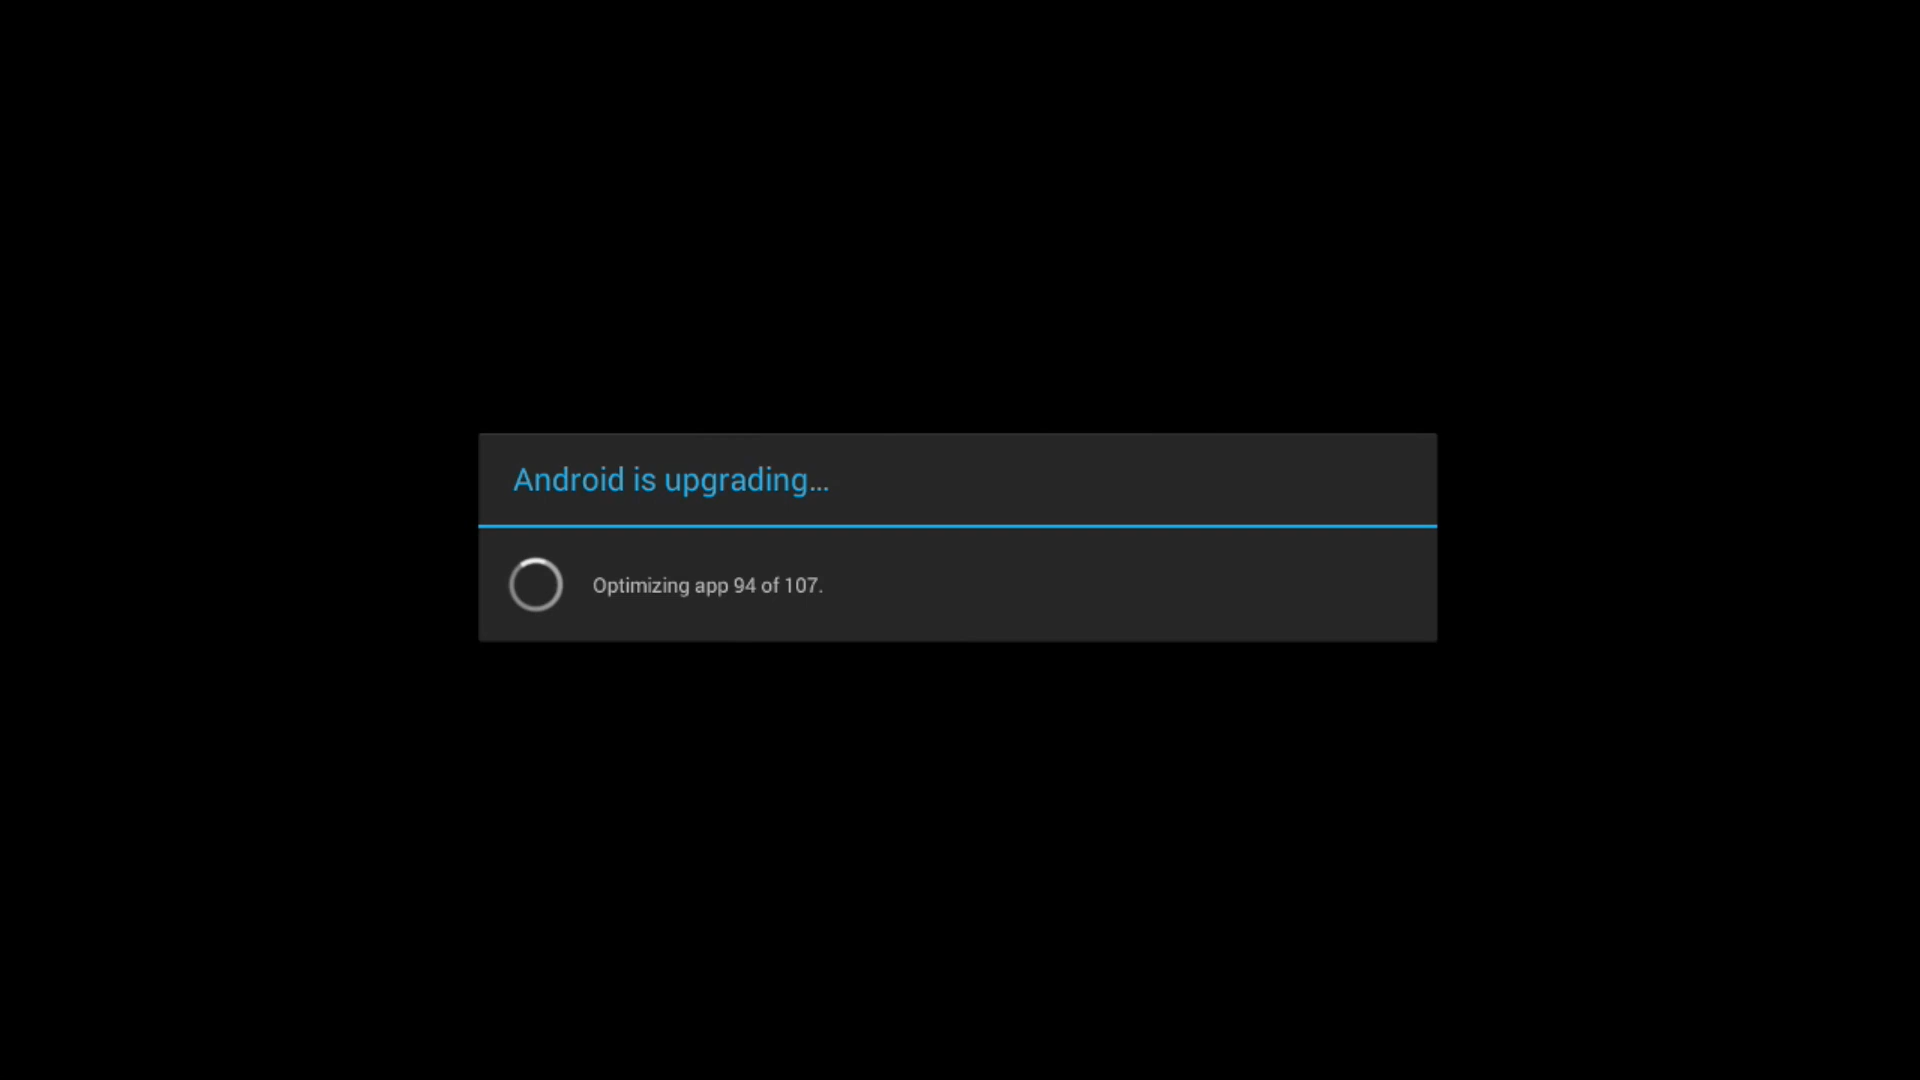 Android is upgrading...
Optimizing app 94 of 107.